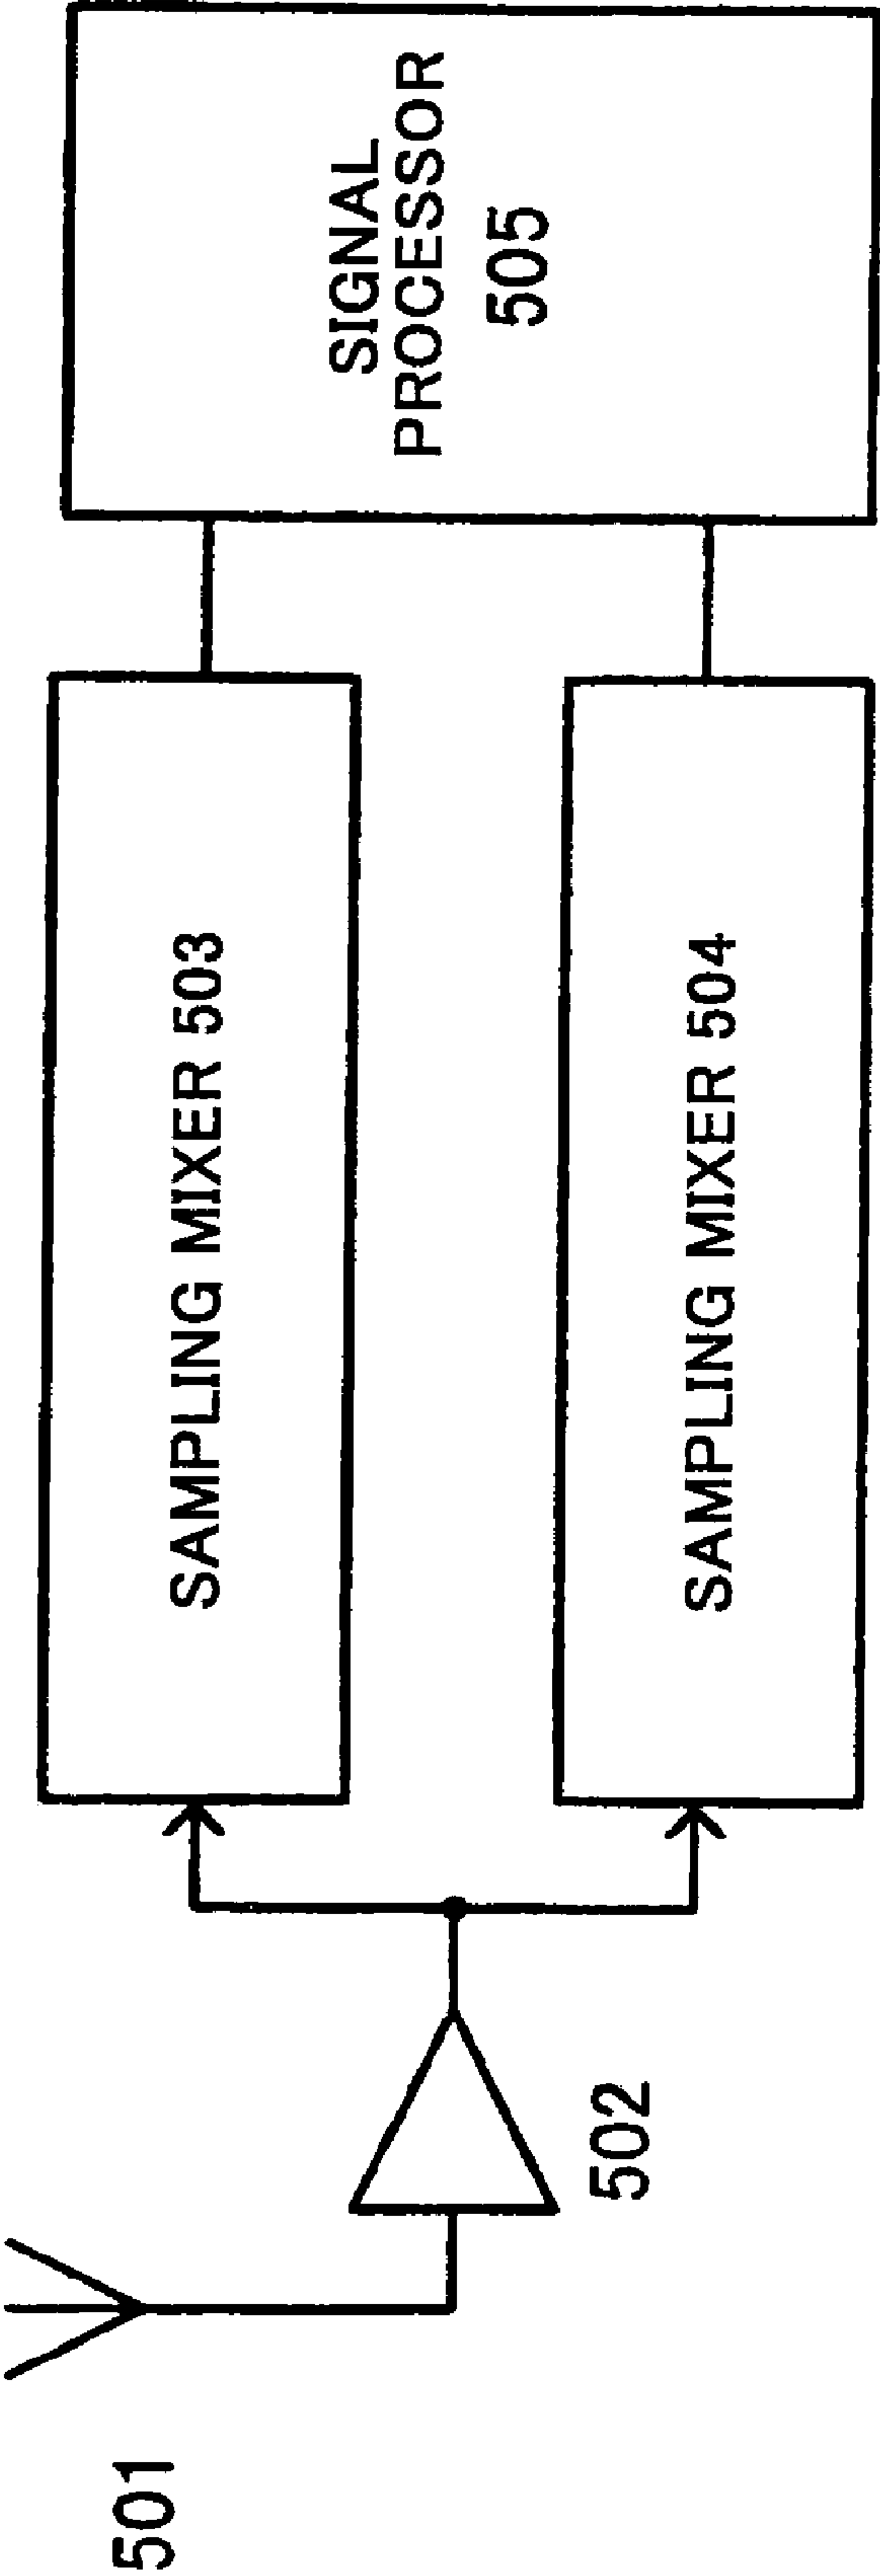 501
502
SAMPLING MIXER 503
SAMPLING MIXER 504
SIGNAL
PROCESSOR
505